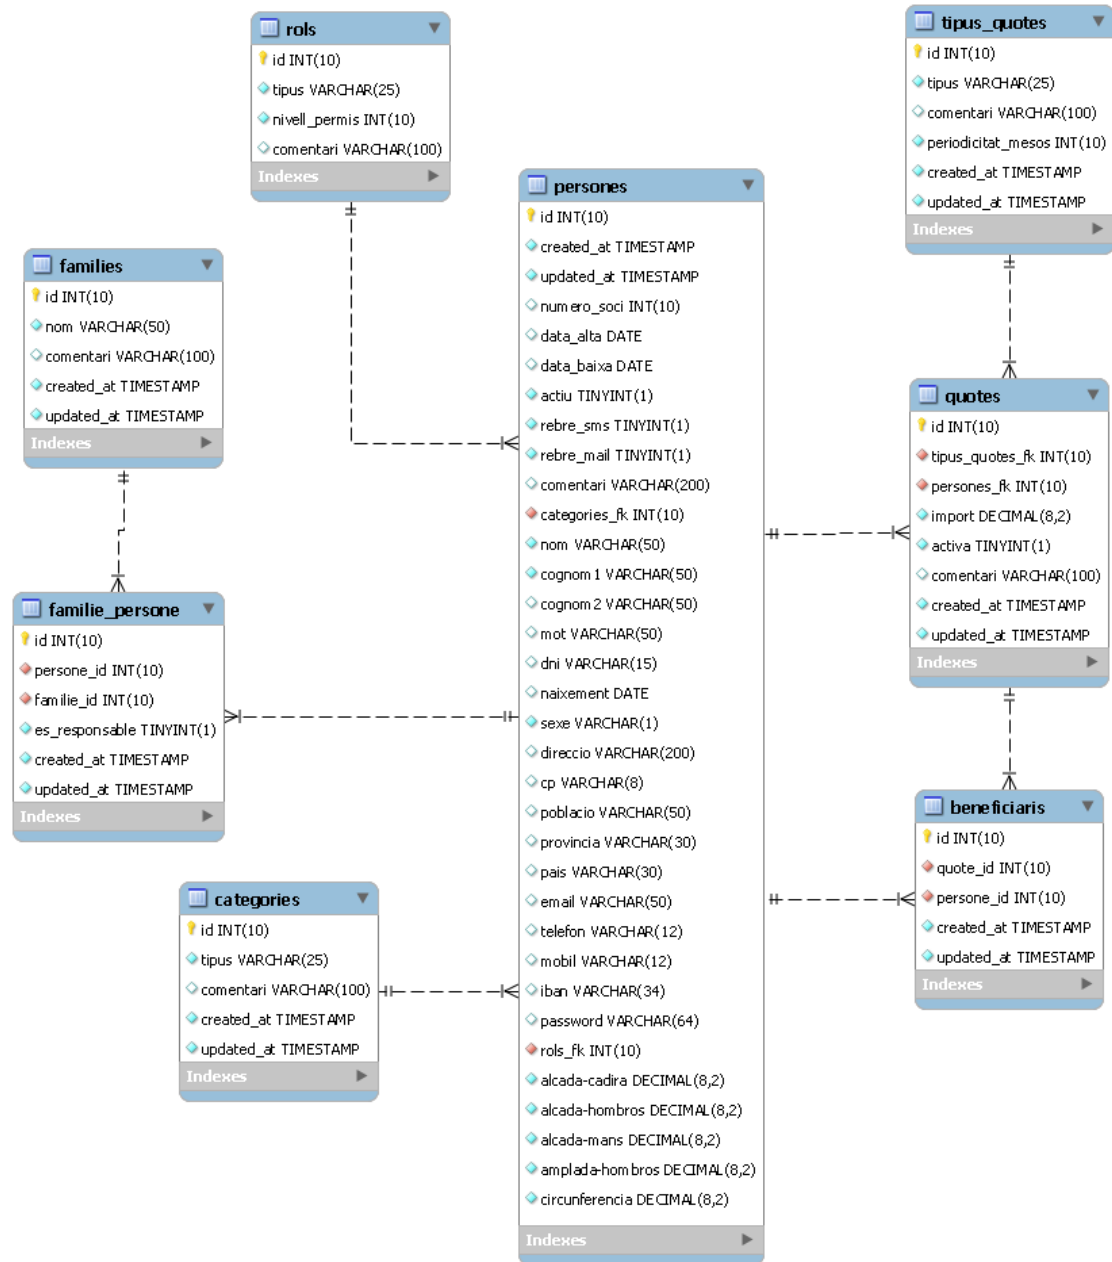 rols
id INT(10)
tipus VARCHAR(25)
nivell_permis INT(10)
comentari VARCHAR(100)
Indexes
tipus_quotes
id INT(10)
tipus VARCHAR(25)
comentari VARCHAR(100)
periodicitat_mesos INT(10)
created_at TIMESTAMP
updated_at TIMESTAMP
Indexes
persones
id INT(10)
created_at TIMESTAMP
updated_at TIMESTAMP
numero_soci INT(10)
data_alta DATE
data_baixa DATE
actiu TINYINT(1)
rebre_sms TINYINT(1)
rebre_mail TINYINT(1)
comentari VARCHAR(200)
categories_fk INT(10)
nom VARCHAR(50)
cognom1 VARCHAR(50)
cognom2 VARCHAR(50)
mot VARCHAR(50)
dni VARCHAR(15)
naixement DATE
sexe VARCHAR(1)
direccio VARCHAR(200)
cp VARCHAR(8)
poblacio VARCHAR(50)
provincia VARCHAR(30)
pais VARCHAR(30)
email VARCHAR(50)
telefon VARCHAR(12)
mobil VARCHAR(12)
iban VARCHAR(34)
password VARCHAR(64)
rols_fk INT(10)
alcada-cadira DECIMAL(8,2)
alcada-hombros DECIMAL(8,2)
alcada-mans DECIMAL(8,2)
amplada-hombros DECIMAL(8,2)
circunferencia DECIMAL(8,2)
Indexes
families
id INT(10)
nom VARCHAR(50)
comentari VARCHAR(100)
created_at TIMESTAMP
updated_at TIMESTAMP
Indexes
quotes
id INT(10)
tipus_quotes_fk INT(10)
persones_fk INT(10)
import DECIMAL(8,2)
activa TINYINT(1)
comentari VARCHAR(100)
created_at TIMESTAMP
updated_at TIMESTAMP
Indexes
familie_persone
id INT(10)
persone_id INT(10)
familie_id INT(10)
es_responsable TINYINT(1)
created_at TIMESTAMP
updated_at TIMESTAMP
Indexes
beneficiaris
id INT(10)
quote_id INT(10)
persone_id INT(10)
created_at TIMESTAMP
updated_at TIMESTAMP
Indexes
categories
id INT(10)
tipus VARCHAR(25)
comentari VARCHAR(100)
created_at TIMESTAMP
updated_at TIMESTAMP
Indexes